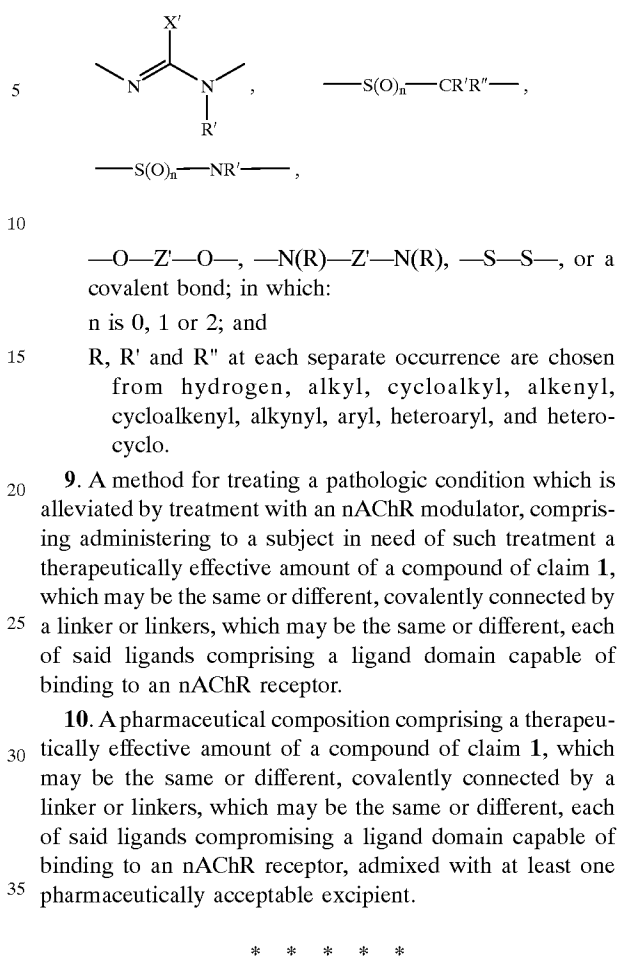 X′
5 N N , —S(O)n—CR′R″— ,
R′
—S(O)n—NR′— ,
10
—O—Z'—O—, —N(R)—Z'—N(R), —S—S—, or a
covalent bond; in which:
n is 0, 1 or 2; and
15 R, R' and R" at each separate occurrence are chosen
from hydrogen, alkyl, cycloalkyl, alkenyl,
cycloalkenyl, alkynyl, aryl, heteroaryl, and hetero-
cyclo.
9. A method for treating a pathologic condition which is
20 alleviated by treatment with an nAChR modulator, compris-
ing administering to a subject in need of such treatment a
therapeutically effective amount of a compound of claim 1,
which may be the same or different, covalently connected by
25 a linker or linkers, which may be the same or different, each
of said ligands comprising a ligand domain capable of
binding to an nAChR receptor.
10. A pharmaceutical composition comprising a therapeu-
30 tically effective amount of a compound of claim 1, which
may be the same or different, covalently connected by a
linker or linkers, which may be the same or different, each
of said ligands compromising a ligand domain capable of
binding to an nAChR receptor, admixed with at least one
35 pharmaceutically acceptable excipient.
* * * * *